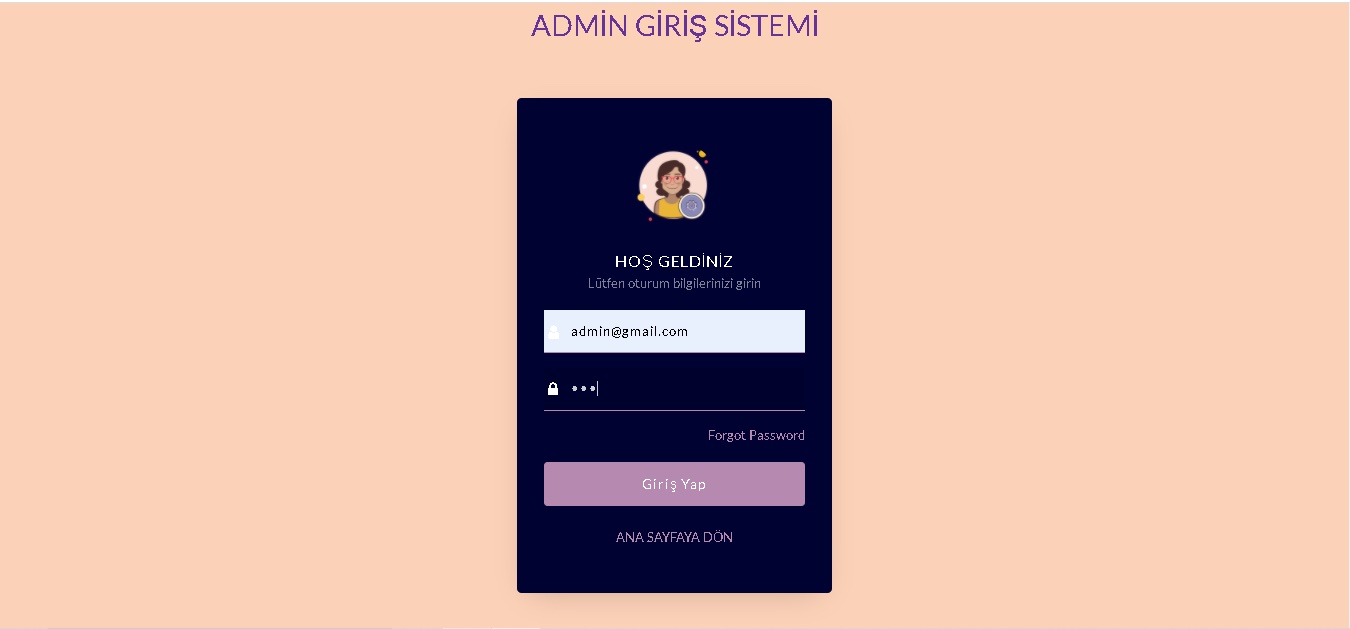 ADMİN GİRİŞ SİSTEMİ
HOŞ GELDİNİZ
Lütfen oturum bilgilerinizi girin
admin@gmail.com
•••
Forgot Password
Giriş Yap
ANA SAYFAYA DÖN